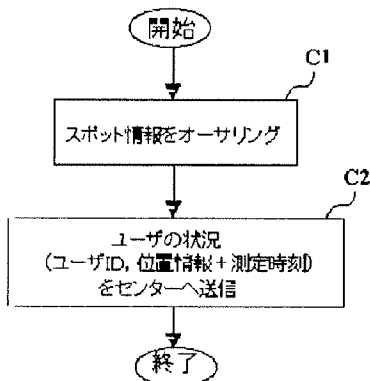 開始
C1
スポット情報をオーサリング
C2
ユーザの状況
(ユーザID, 位置情報+測定時刻)
をセンターへ送信
終了